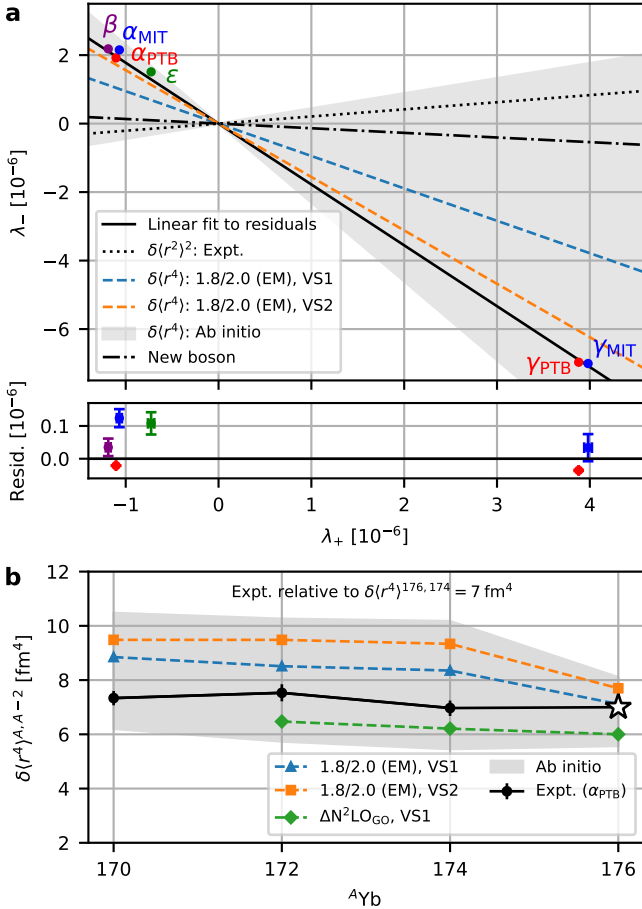 a
β
α_MIT
α_PTB
ε
2
0
−2
−4
−6
λ₋ [10⁻⁶]
Linear fit to residuals
δ⟨r²⟩²: Expt.
δ⟨r⁴⟩: 1.8/2.0 (EM), VS1
δ⟨r⁴⟩: 1.8/2.0 (EM), VS2
δ⟨r⁴⟩: Ab initio
New boson
γ_PTB
γ_MIT
Resid. [10⁻⁶]
0.1
0.0
−1 0 1 2 3 4
λ₊ [10⁻⁶]
b
Expt. relative to δ⟨r⁴⟩¹⁷⁶,¹⁷⁴ = 7 fm⁴
12
10
8
6
4
2
δ⟨r⁴⟩ᴬ,ᴬ⁻² [fm⁴]
1.8/2.0 (EM), VS1
1.8/2.0 (EM), VS2
ΔN²LO_GO, VS1
Ab initio
Expt. (α_PTB)
170 172 174 176
ᴬYb